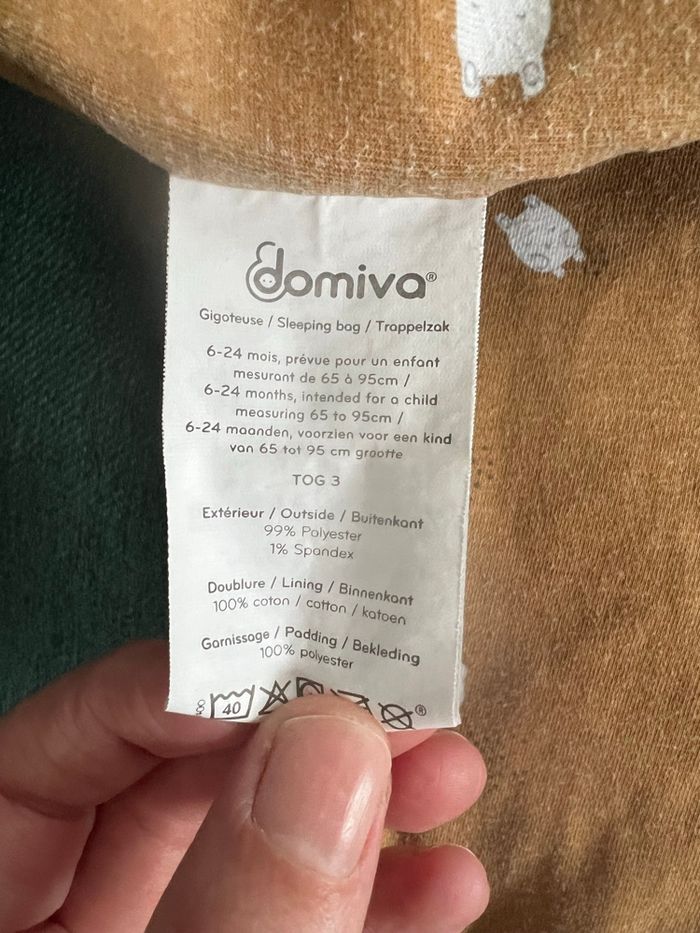 domiva®
Gigoteuse / Sleeping bag / Trappelzak
6-24 mois, prévue pour un enfant
mesurant de 65 à 95cm /
6-24 months, intended for a child
measuring 65 to 95cm /
6-24 maanden, voorzien voor een kind
van 65 tot 95 cm grootte
TOG 3
Extérieur / Outside / Buitenkant
99% Polyester
1% Spandex
Doublure / Lining / Binnenkant
100% coton / cotton / katoen
Garnissage / Padding / Bekleding
100% polyester
40 ®